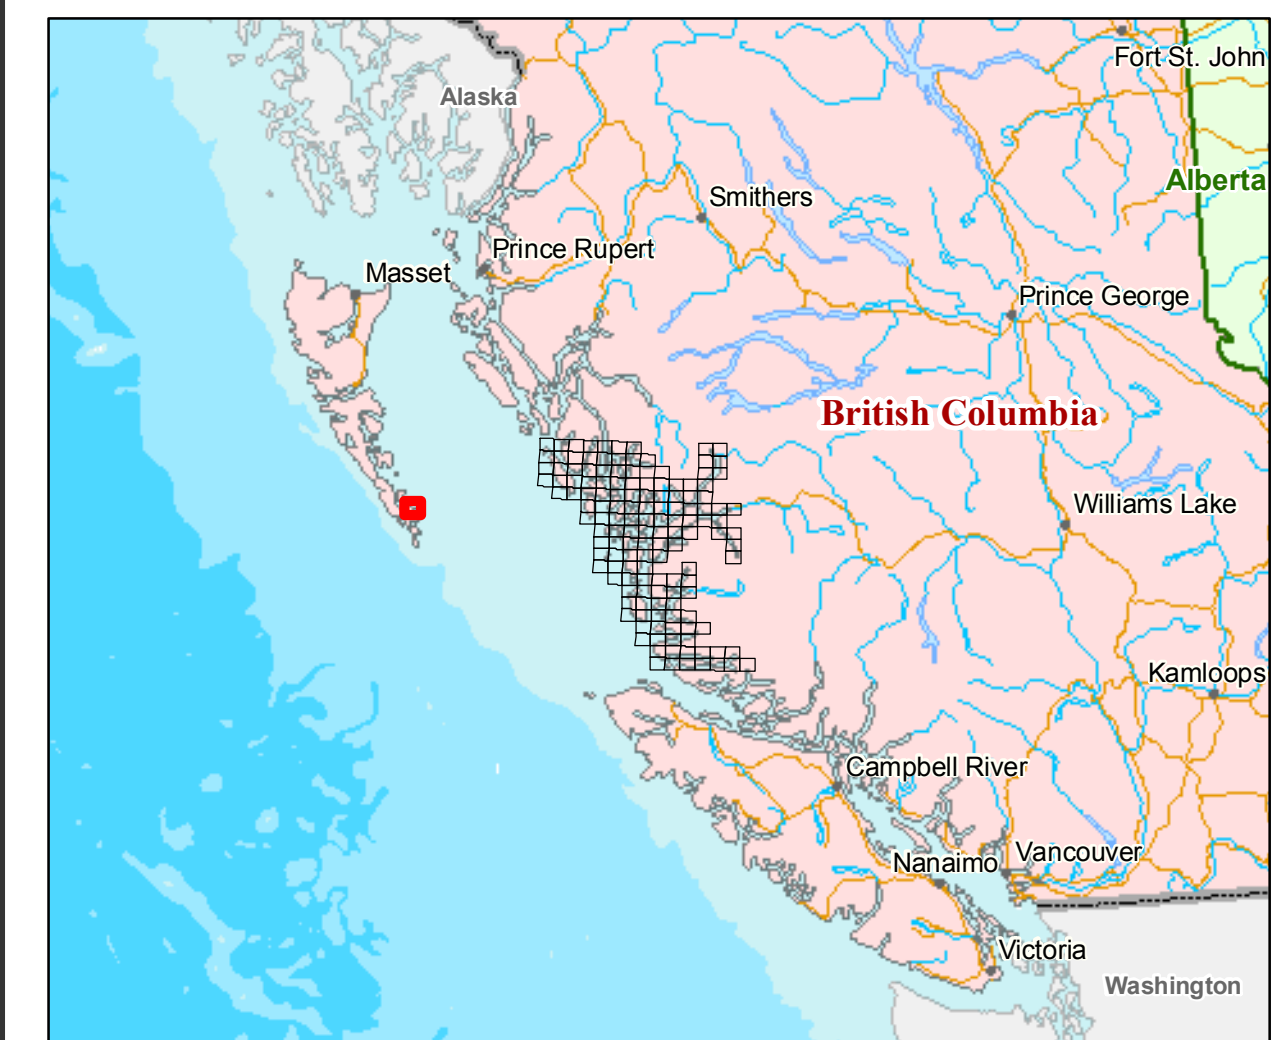 Fort St. John
Alaska
Alberta
Smithers
Prince Rupert
Masset
Prince George
British Columbia
Williams Lake
Kamloops
Campbell River
Vancouver
Nanaimo
Victoria
Washington